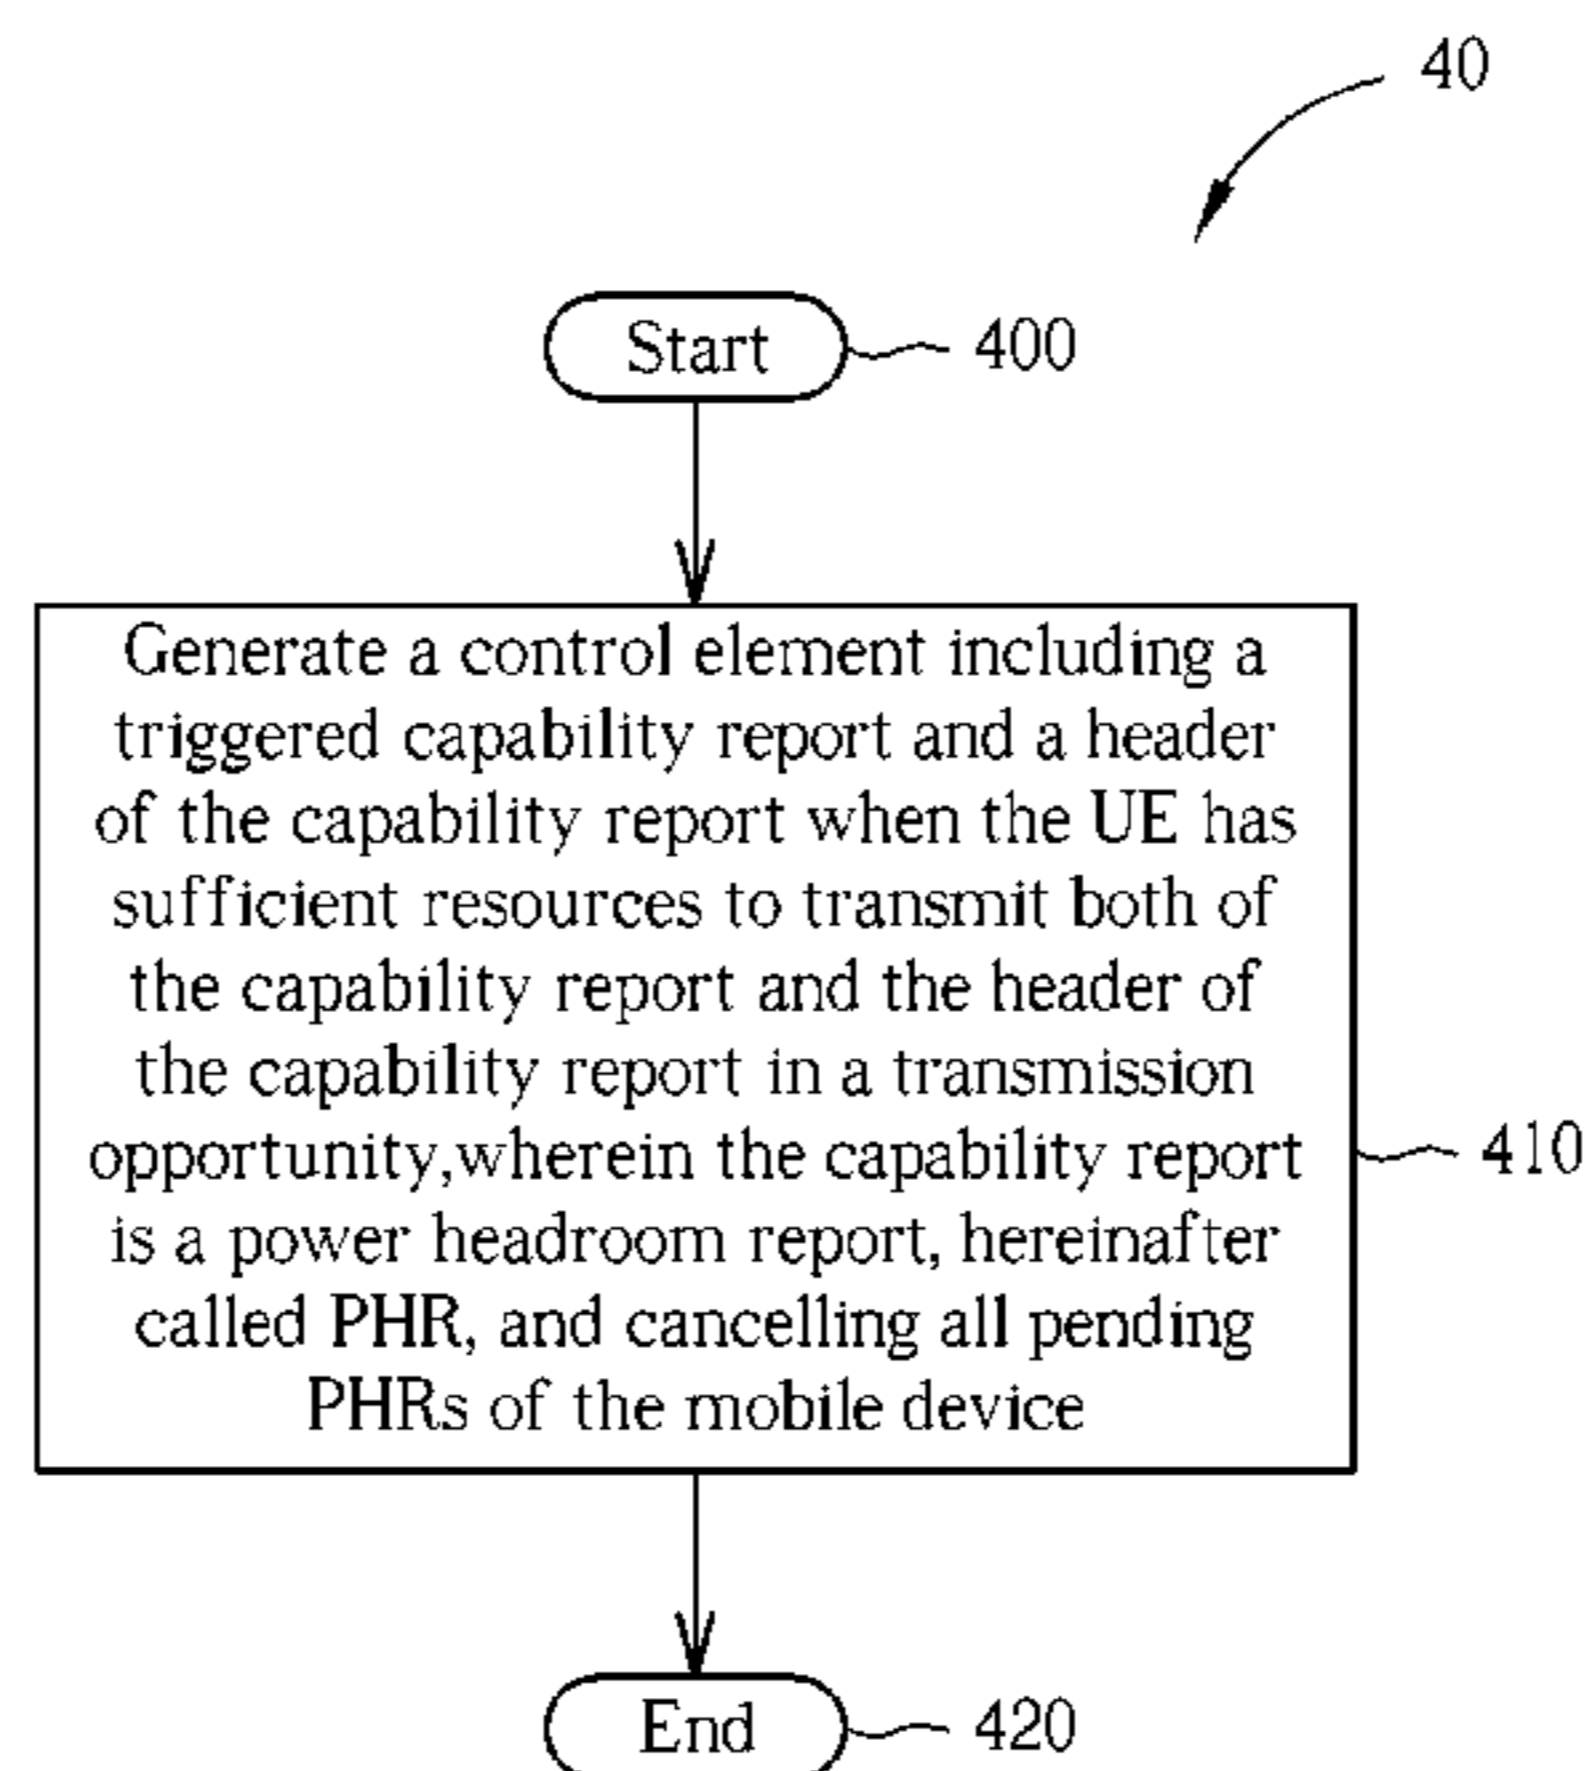 40
Start
400
Generate a control element including a
triggered capability report and a header
of the capability report when the UE has
sufficient resources to transmit both of
the capability report and the header of
the capability report in a transmission
opportunity,wherein the capability report
is a power headroom report, hereinafter
called PHR, and cancelling all pending
PHRs of the mobile device
410
End
420